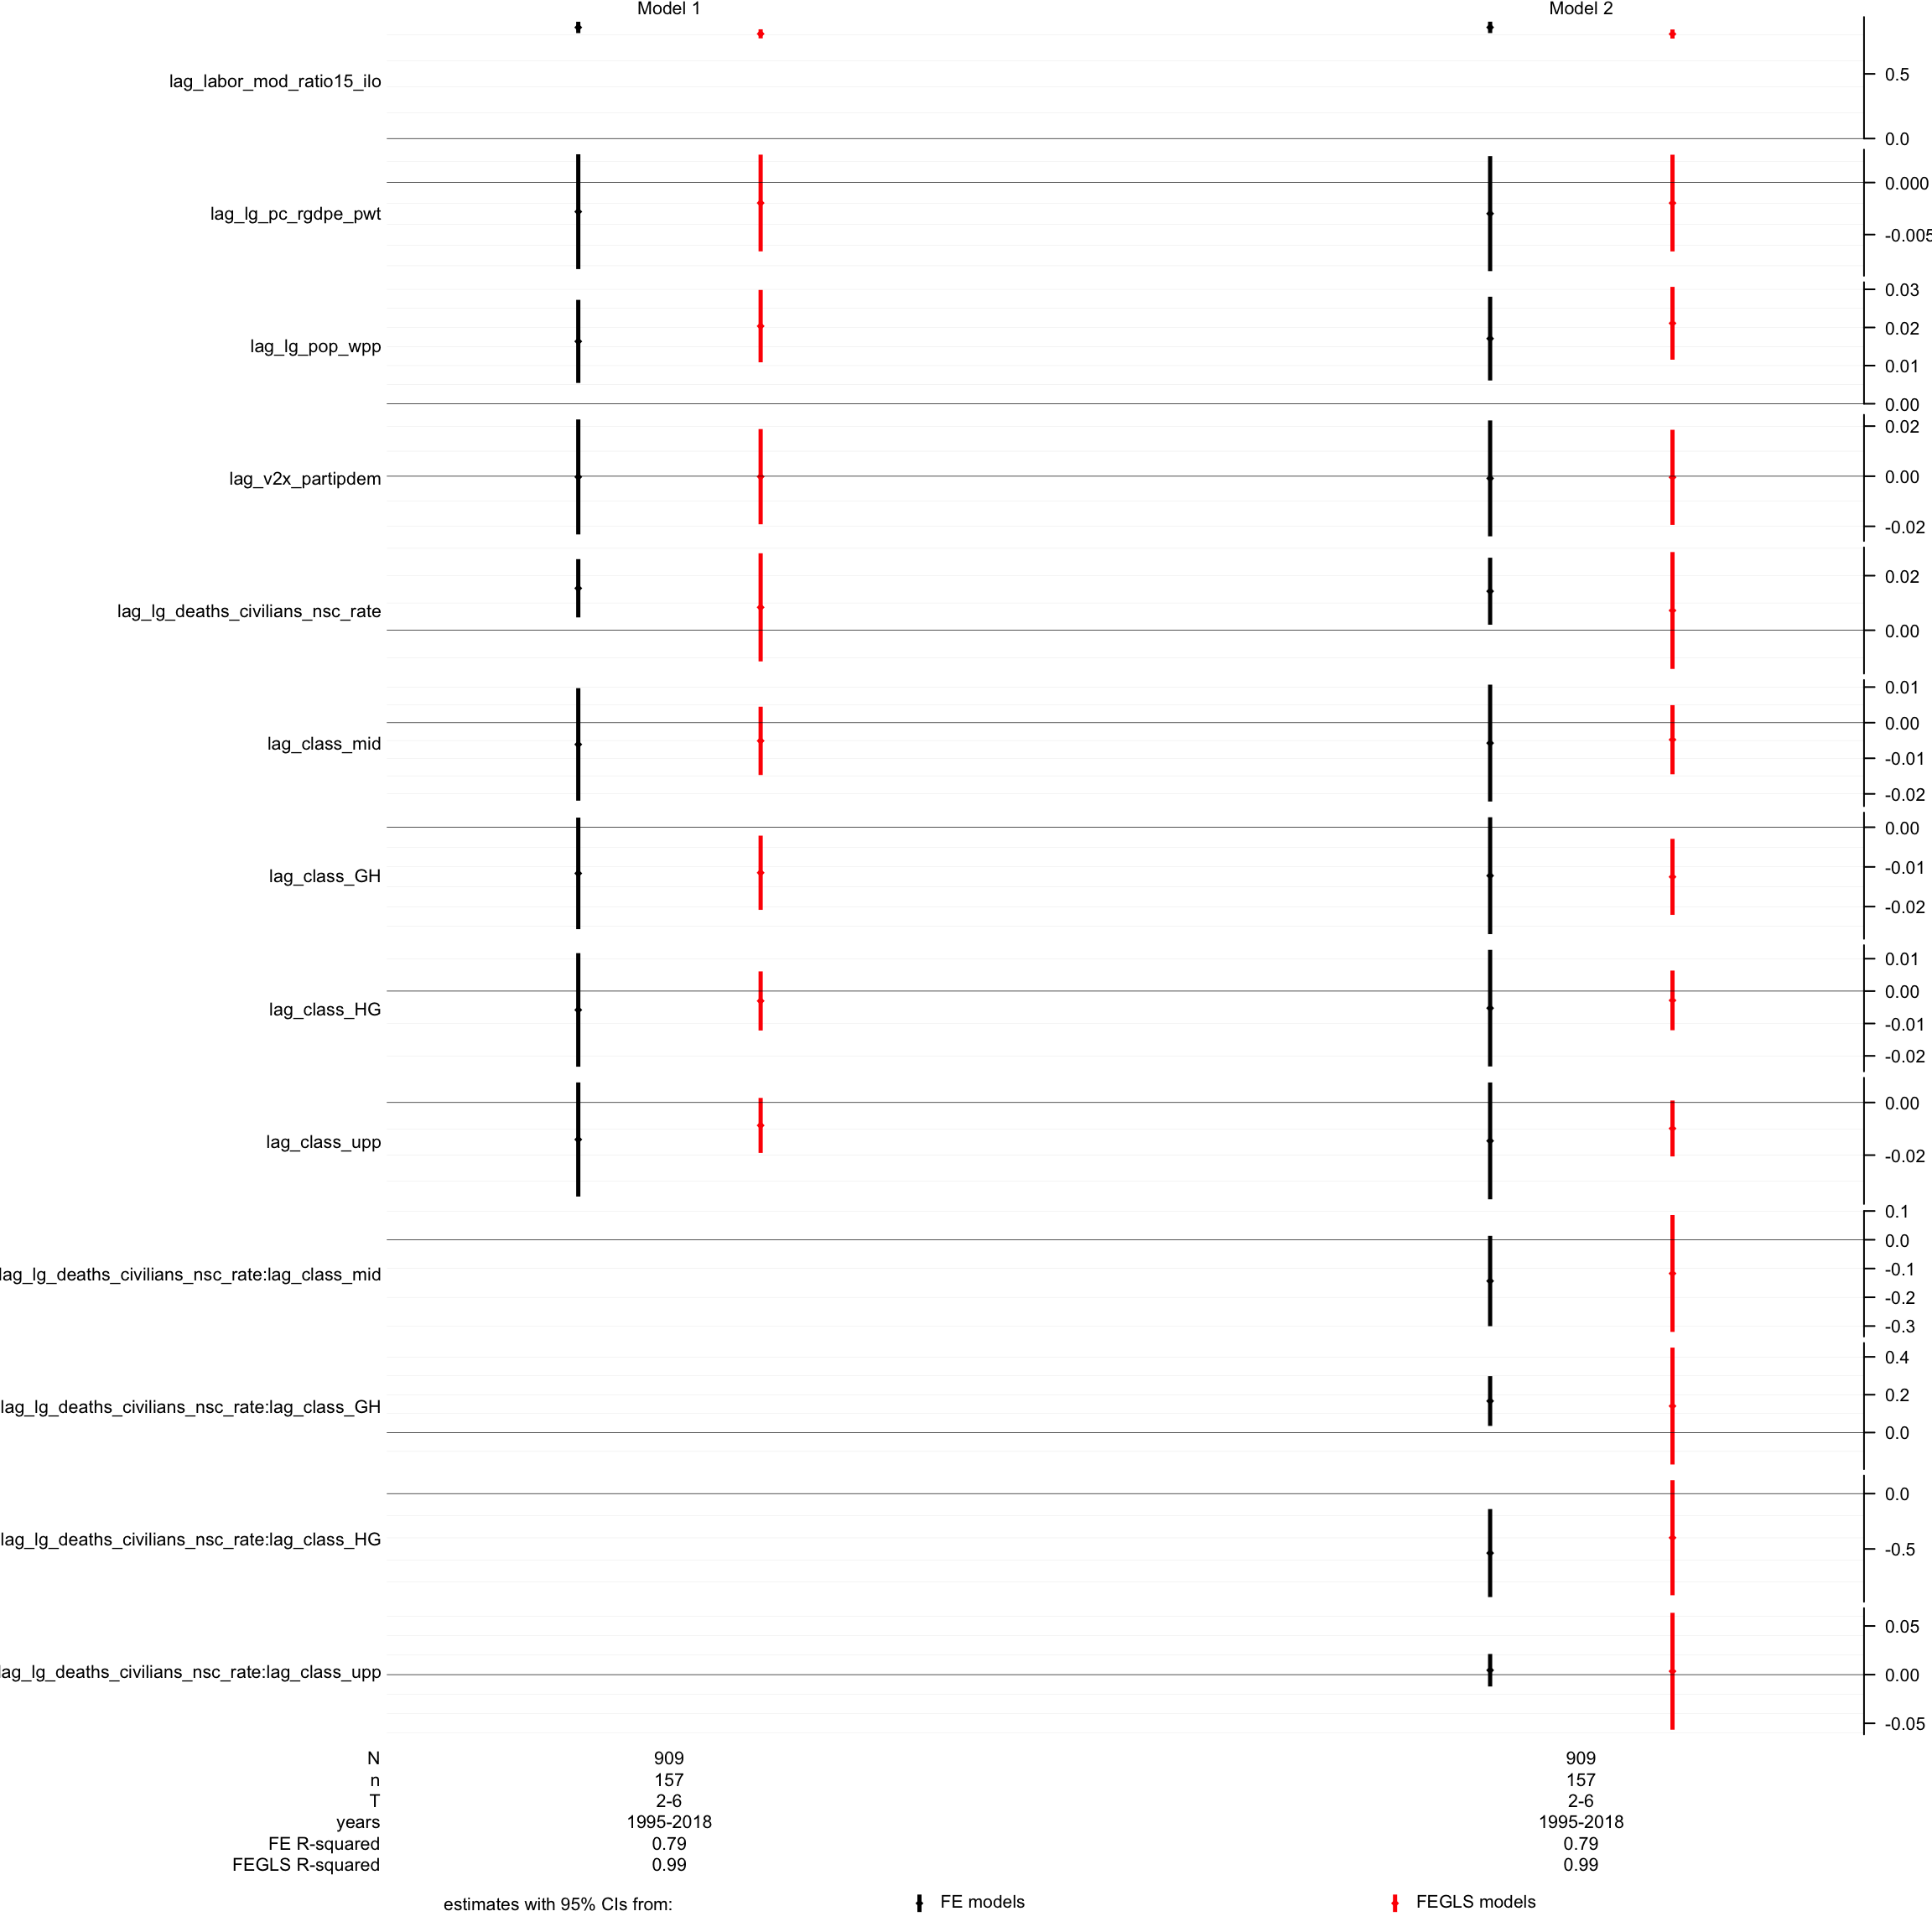 Model 1 Model 2
lag_labor_mod_ratio15_ilo
0.5
0.0
lag_lg_pc_rgdpe_pwt
0.000
-0.005
lag_lg_pop_wpp
0.03
0.02
0.01
0.00
lag_v2x_partipdem
0.02
0.00
-0.02
lag_lg_deaths_civilians_nsc_rate
0.02
0.00
lag_class_mid
0.01
0.00
-0.01
-0.02
lag_class_GH
0.00
-0.01
-0.02
lag_class_HG
0.01
0.00
-0.01
-0.02
lag_class_upp
0.00
-0.02
lag_lg_deaths_civilians_nsc_rate:lag_class_mid
0.1
0.0
-0.1
-0.2
-0.3
lag_lg_deaths_civilians_nsc_rate:lag_class_GH
0.4
0.2
0.0
lag_lg_deaths_civilians_nsc_rate:lag_class_HG
0.0
-0.5
lag_lg_deaths_civilians_nsc_rate:lag_class_upp
0.05
0.00
-0.05
N 909 909
n 157 157
T 2-6 2-6
years 1995-2018 1995-2018
FE R-squared 0.79 0.79
FEGLS R-squared 0.99 0.99
estimates with 95% CIs from: FE models FEGLS models